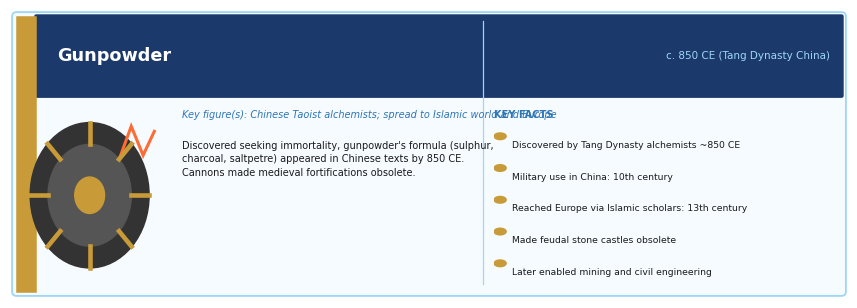 Gunpowder
c. 850 CE (Tang Dynasty China)
Key figure(s): Chinese Taoist alchemists; spread to Islamic world and Europe
Discovered seeking immortality, gunpowder's formula (sulphur,
charcoal, saltpetre) appeared in Chinese texts by 850 CE.
Cannons made medieval fortifications obsolete.
KEY FACTS
Discovered by Tang Dynasty alchemists ~850 CE
Military use in China: 10th century
Reached Europe via Islamic scholars: 13th century
Made feudal stone castles obsolete
Later enabled mining and civil engineering